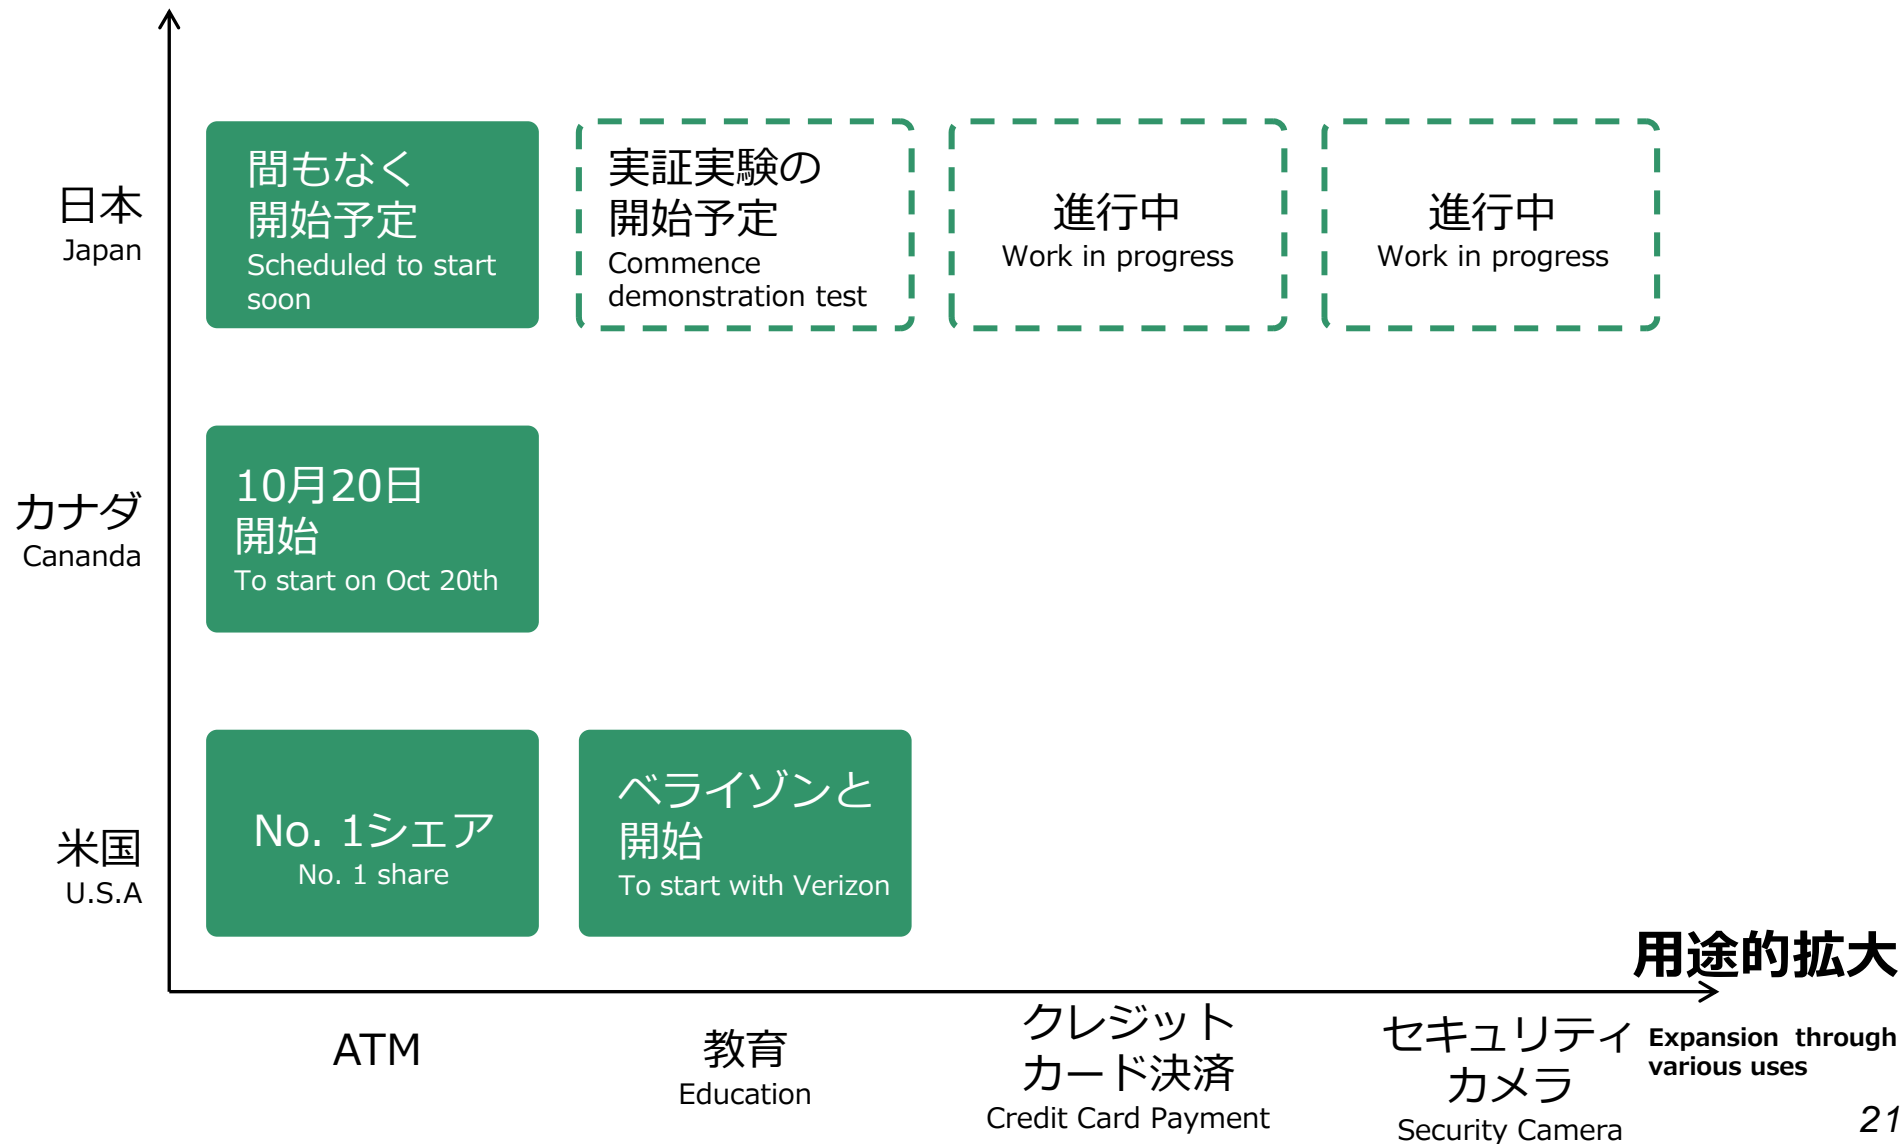 日本
Japan
間もなく
開始予定
Scheduled to start
soon
実証実験の
開始予定
Commence
demonstration test
進行中
Work in progress
進行中
Work in progress
カナダ
Cananda
10月20日
開始
To start on Oct 20th
米国
U.S.A
No. 1シェア
No. 1 share
ベライゾンと
開始
To start with Verizon
用途的拡大
Expansion through
various uses
ATM
教育
Education
クレジット
カード決済
Credit Card Payment
セキュリティ
カメラ
Security Camera
21